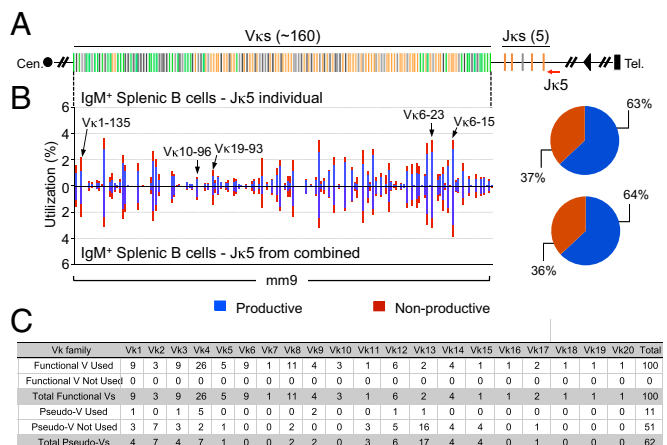 A
Vκs (~160)
Jκs (5)
Cen.
Tel.
Jκ5
B
IgM⁺ Splenic B cells - Jκ5 individual
6
Vκ1-135
Vκ10-96
Vκ19-93
Vκ6-23
Vκ6-15
4
2
0
2
4
6
Utilization (%)
IgM⁺ Splenic B cells - Jκ5 from combined
mm9
63%
37%
64%
36%
Productive
Non-productive
C
Vk family Vk1 Vk2 Vk3 Vk4 Vk5 Vk6 Vk7 Vk8 Vk9 Vk10 Vk11 Vk12 Vk13 Vk14 Vk15 Vk16 Vk17 Vk18 Vk19 Vk20 Total
Functional V Used 9 3 9 26 5 9 1 11 4 3 1 6 2 4 1 1 2 1 1 1 100
Functional V Not Used 0 0 0 0 0 0 0 0 0 0 0 0 0 0 0 0 0 0 0 0 0
Total Functional Vs 9 3 9 26 5 9 1 11 4 3 1 6 2 4 1 1 2 1 1 1 100
Pseudo-V Used 1 0 1 5 0 0 0 0 2 0 0 1 1 0 0 0 0 0 0 0 11
Pseudo-V Not Used 3 7 3 2 1 0 0 2 0 0 3 5 16 4 4 0 1 0 0 0 51
Total Pseudo-Vs 4 7 4 7 1 0 0 2 2 0 3 6 17 4 4 0 1 0 0 0 62